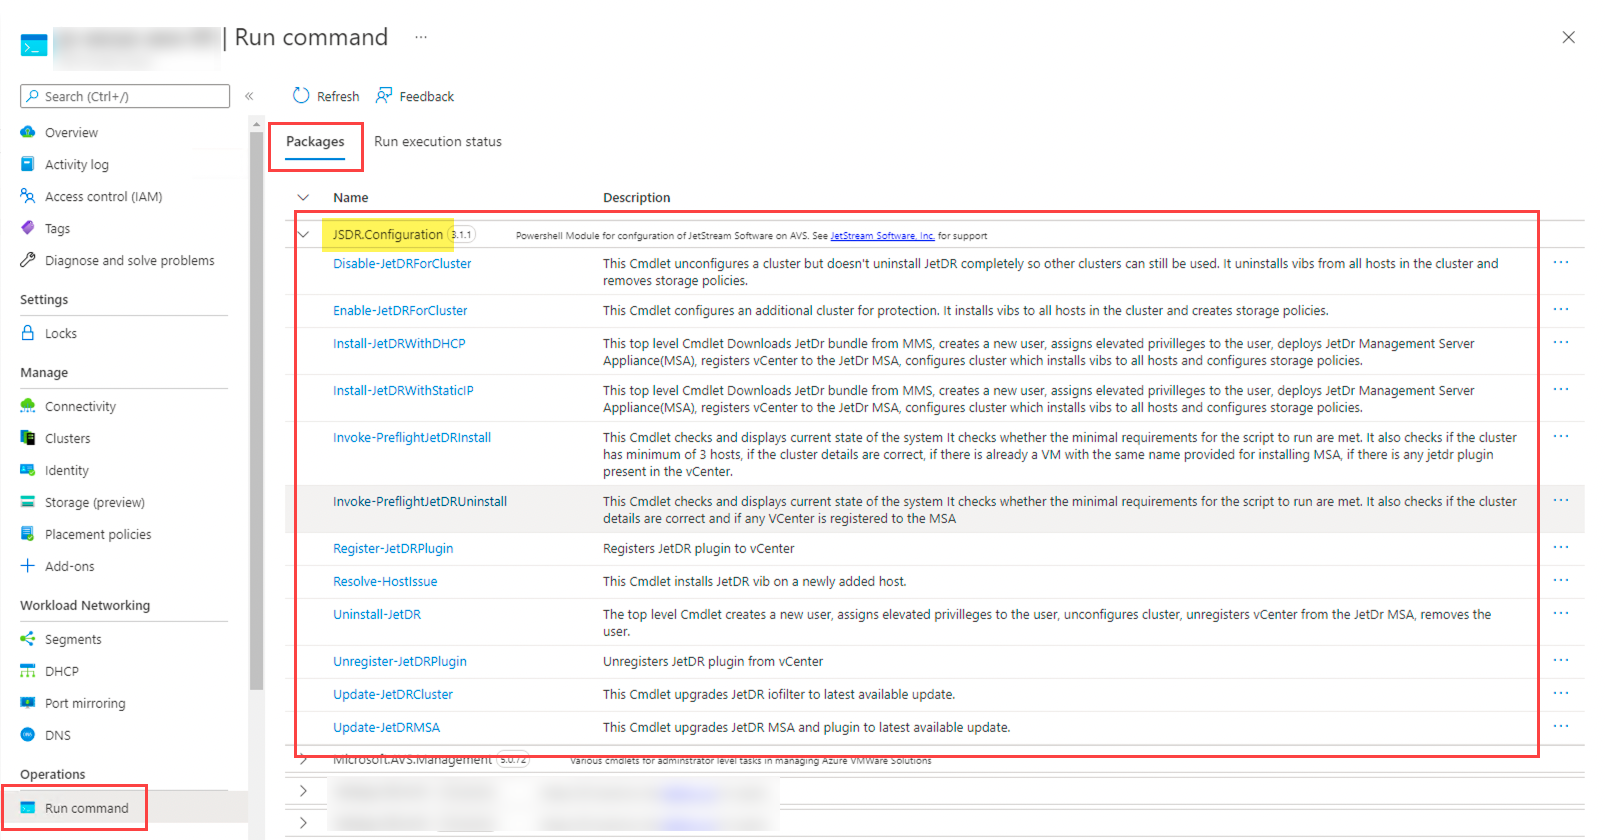 | Run command ...
Search (Ctrl+/)
«
Refresh
Feedback
Overview
Activity log
Access control (IAM)
Tags
Diagnose and solve problems
Settings
Locks
Manage
Connectivity
Clusters
Identity
Storage (preview)
Placement policies
Add-ons
Workload Networking
Segments
DHCP
Port mirroring
DNS
Operations
Run command
Packages
Run execution status
Name
Description
JSDR.Configuration 3.1.1
Powershell Module for configuration of JetStream Software on AVS. See JetStream Software, Inc. for support
Disable-JetDRForCluster
This Cmdlet unconfigures a cluster but doesn't uninstall JetDR completely so other clusters can still be used. It uninstalls vibs from all hosts in the cluster and
removes storage policies.
Enable-JetDRForCluster
This Cmdlet configures an additional cluster for protection. It installs vibs to all hosts in the cluster and creates storage policies.
Install-JetDRWithDHCP
This top level Cmdlet Downloads JetDr bundle from MMS, creates a new user, assigns elevated privilleges to the user, deploys JetDr Management Server
Appliance(MSA), registers vCenter to the JetDr MSA, configures cluster which installs vibs to all hosts and configures storage policies.
Install-JetDRWithStaticIP
This top level Cmdlet Downloads JetDr bundle from MMS, creates a new user, assigns elevated privilleges to the user, deploys JetDr Management Server
Appliance(MSA), registers vCenter to the JetDr MSA, configures cluster which installs vibs to all hosts and configures storage policies.
Invoke-PreflightJetDRInstall
This Cmdlet checks and displays current state of the system It checks whether the minimal requirements for the script to run are met. It also checks if the cluster
has minimum of 3 hosts, if the cluster details are correct, if there is already a VM with the same name provided for installing MSA, if there is any jetdr plugin
present in the vCenter.
Invoke-PreflightJetDRUninstall
This Cmdlet checks and displays current state of the system It checks whether the minimal requirements for the script to run are met. It also checks if the cluster
details are correct and if any VCenter is registered to the MSA
Register-JetDRPlugin
Registers JetDR plugin to vCenter
Resolve-HostIssue
This Cmdlet installs JetDR vib on a newly added host.
Uninstall-JetDR
The top level Cmdlet creates a new user, assigns elevated privilleges to the user, unconfigures cluster, unregisters vCenter from the JetDr MSA, removes the
user.
Unregister-JetDRPlugin
Unregisters JetDR plugin from vCenter
Update-JetDRCluster
This Cmdlet upgrades JetDR iofilter to latest available update.
Update-JetDRMSA
This Cmdlet upgrades JetDR MSA and plugin to latest available update.
Microsoft.AVS.Management 5.0.72
Various cmdlets for adminstrator level tasks in managing Azure VMWare Solutions